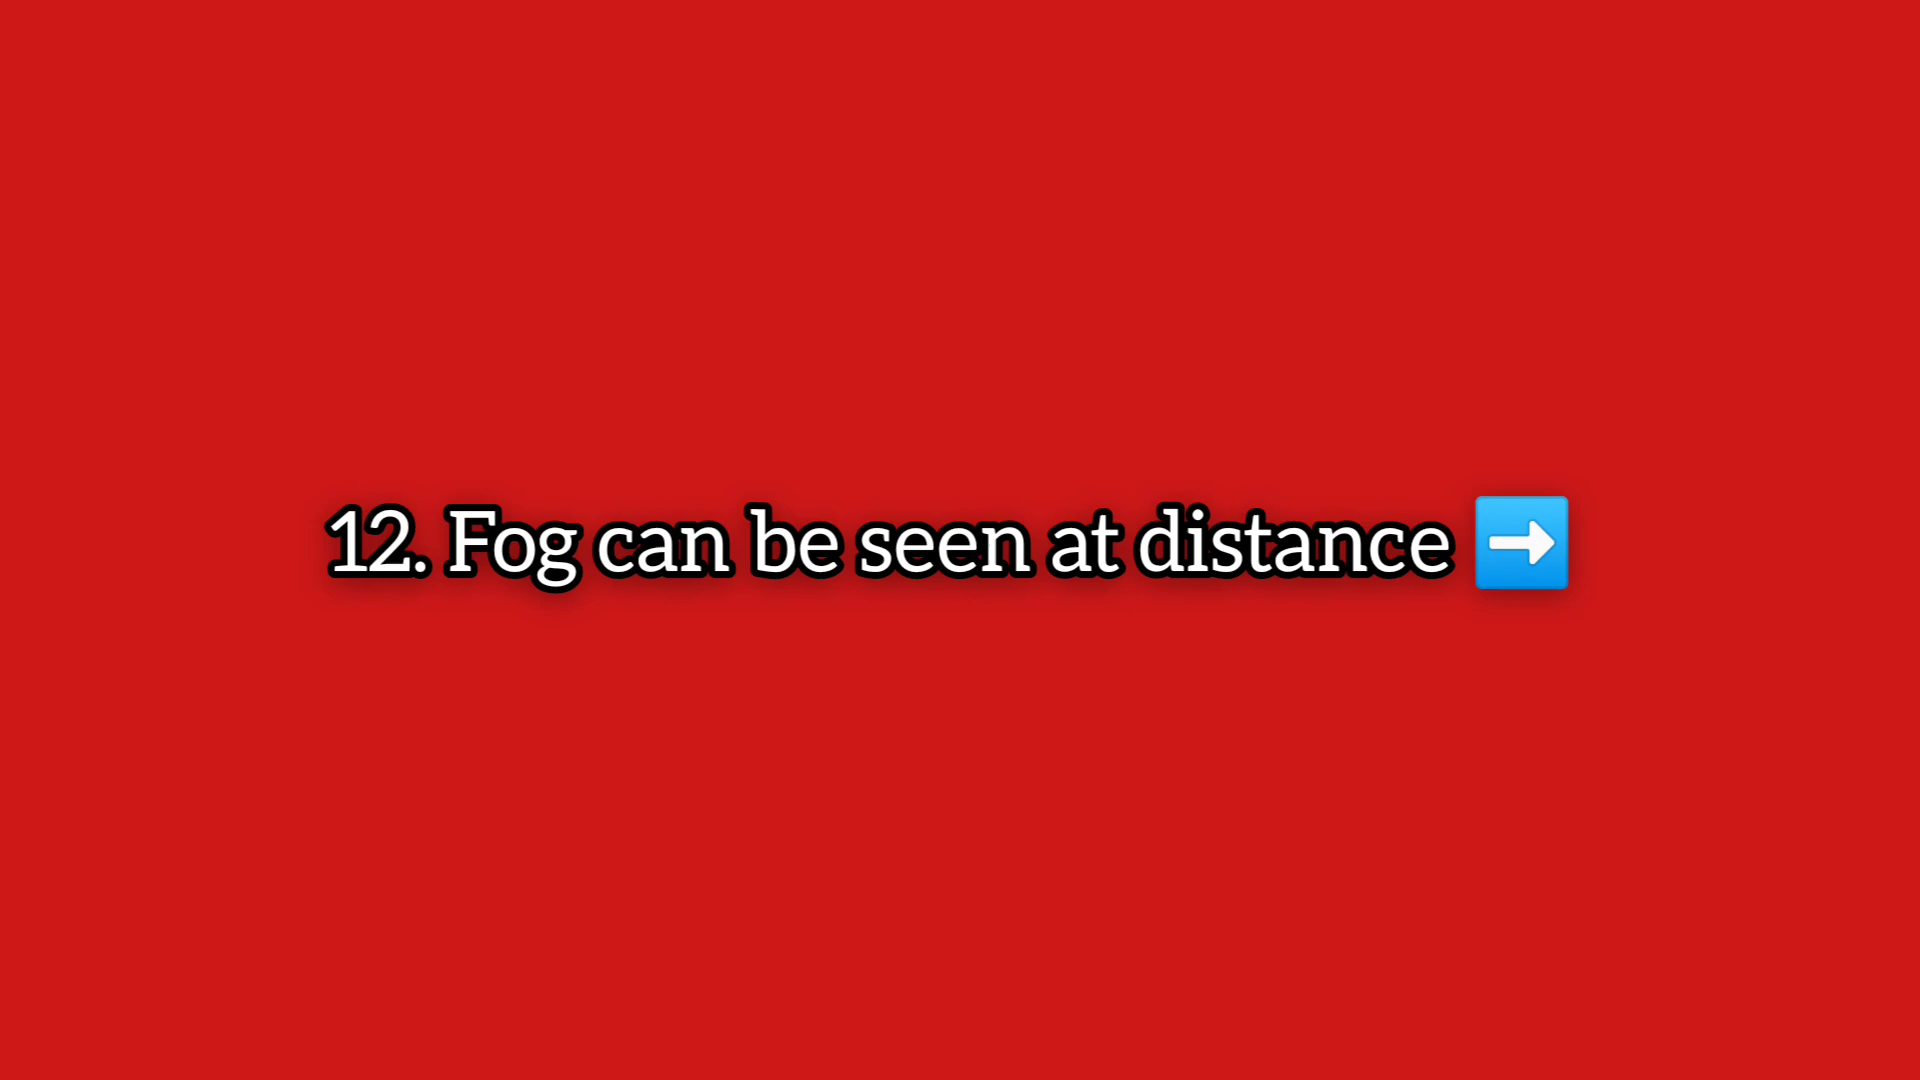 12. Fog can be seen at distance ➡️